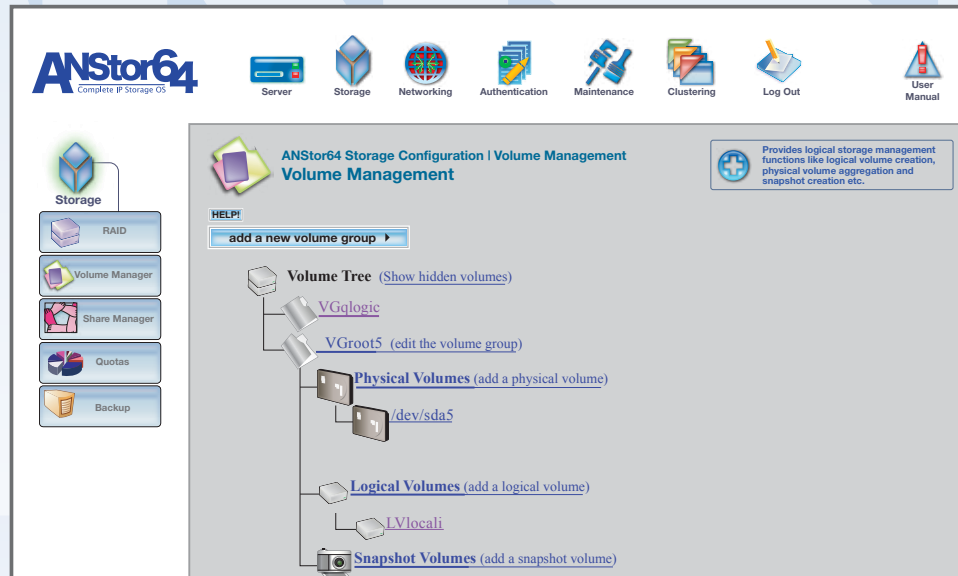 ANStor64
Complete IP Storage OS
Server
Storage
Networking
Authentication
Maintenance
Clustering
Log Out
User
Manual
Storage
RAID
Volume Manager
Share Manager
Quotas
Backup
ANStor64 Storage Configuration | Volume Management
Volume Management
Provides logical storage management
functions like logical volume creation,
physical volume aggregation and
snapshot creation etc.
HELP!
add a new volume group
Volume Tree (Show hidden volumes)
VGqlogic
VGroot5 (edit the volume group)
Physical Volumes (add a physical volume)
/dev/sda5
Logical Volumes (add a logical volume)
LVlocali
Snapshot Volumes (add a snapshot volume)